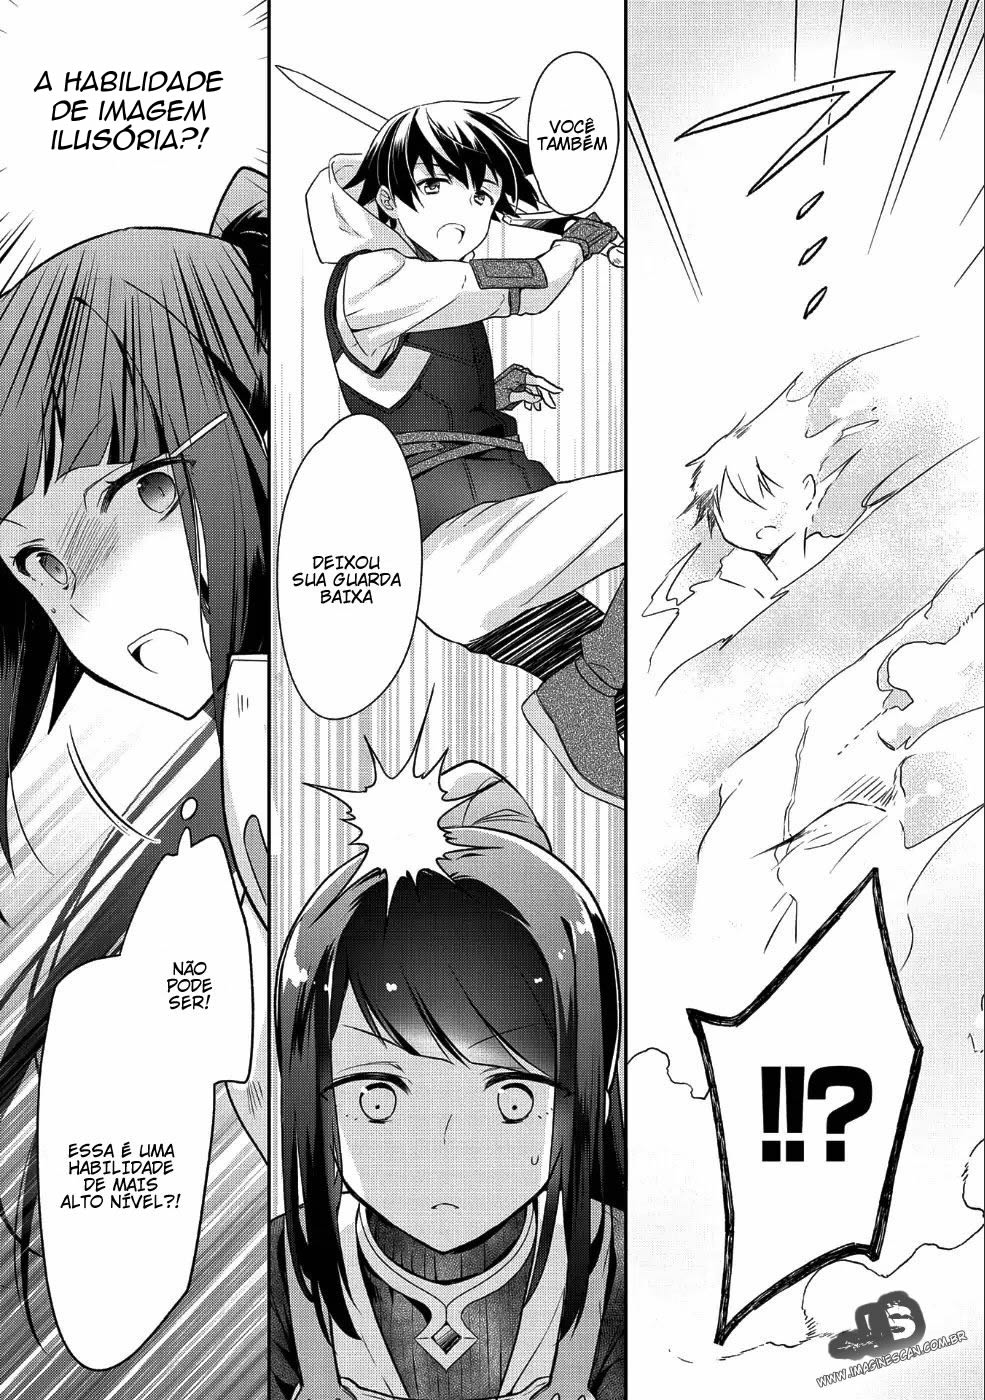 !!?
VOCÊ
TAMBÉM
DEIXOU
SUA GUARDA
BAIXA
A HABILIDADE
DE IMAGEM
ILUSÓRIA?!
NÃO
PODE
SER!
ESSA É UMA
HABILIDADE
DE MAIS
ALTO NÍVEL?!
IS
WWW.IMAGINESCAN.COM.BR